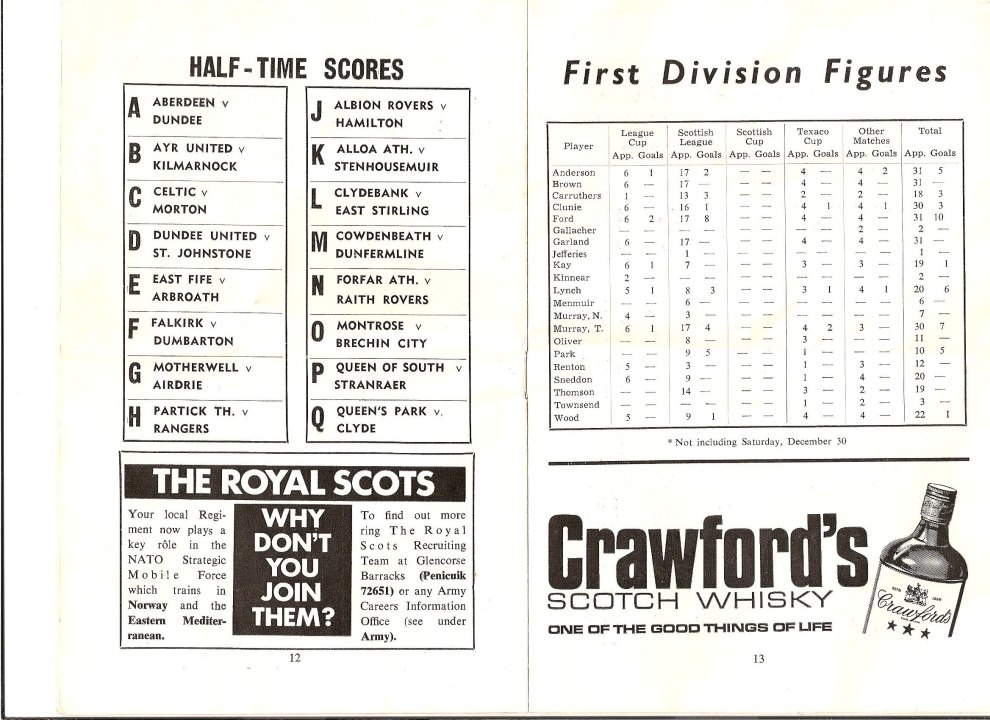 HALF-TIME SCORES
A ABERDEEN v
DUNDEE
B AYR UNITED v
KILMARNOCK
C CELTIC v
MORTON
D DUNDEE UNITED v
ST. JOHNSTONE
E EAST FIFE v
ARBROATH
F FALKIRK v
DUMBARTON
G MOTHERWELL v
AIRDRIE
H PARTICK TH. v
RANGERS
J ALBION ROVERS v
HAMILTON
K ALLOA ATH. v
STENHOUSEMUIR
L CLYDEBANK v
EAST STIRLING
M COWDENBEATH v
DUNFERMLINE
N FORFAR ATH. v
RAITH ROVERS
O MONTROSE v
BRECHIN CITY
P QUEEN OF SOUTH v
STRANRAER
Q QUEEN'S PARK v.
CLYDE
THE ROYAL SCOTS
Your local Regi-
ment now plays a
key rôle in the
NATO Strategic
Mobile Force
which trains in
Norway and the
Eastern Mediter-
ranean.
WHY
DON'T
YOU
JOIN
THEM?
To find out more
ring The Royal
Scots Recruiting
Team at Glencorse
Barracks (Penicuik
72651) or any Army
Careers Information
Office (see under
Army).
12
First Division Figures
Player League Cup Scottish League Scottish Cup Texaco Cup Other Matches Total
App. Goals App. Goals App. Goals App. Goals App. Goals App. Goals
Anderson 6 1 17 2 — — 4 — 4 2 31 5
Brown 6 — 17 — — — 4 — 4 — 31 —
Carruthers 1 — 13 3 — — 2 — 2 — 18 3
Clunie 6 — 16 1 — — 4 1 4 1 30 3
Ford 6 2 17 8 — — 4 — 4 — 31 10
Gallacher — — — — — — — — 2 — 2 —
Garland 6 — 17 — — — 4 — 4 — 31 —
Jefferies — — 1 — — — — — — — 1 —
Kay 6 1 7 — — — 3 — 3 — 19 1
Kinnear 2 — — — — — — — — — 2 —
Lynch 5 1 8 3 — — 3 1 4 1 20 6
Menmuir — — 6 — — — — — — — 6 —
Murray, N. 4 — 3 — — — — — — — 7 —
Murray, T. 6 1 17 4 — — 4 2 3 — 30 7
Oliver — — 8 — — — 3 — — — 11 —
Park — — 9 5 — — 1 — — — 10 5
Renton 5 — 3 — — — 1 — 3 — 12 —
Sneddon 6 — 9 — — — 1 — 4 — 20 —
Thomson — — 14 — — — 3 — 2 — 19 —
Townsend — — — — — — 1 — 2 — 3 —
Wood 5 — 9 1 — — 4 — 4 — 22 1
* Not including Saturday, December 30
Crawford's
SCOTCH WHISKY
ONE OF THE GOOD THINGS OF LIFE
Crawford's
13